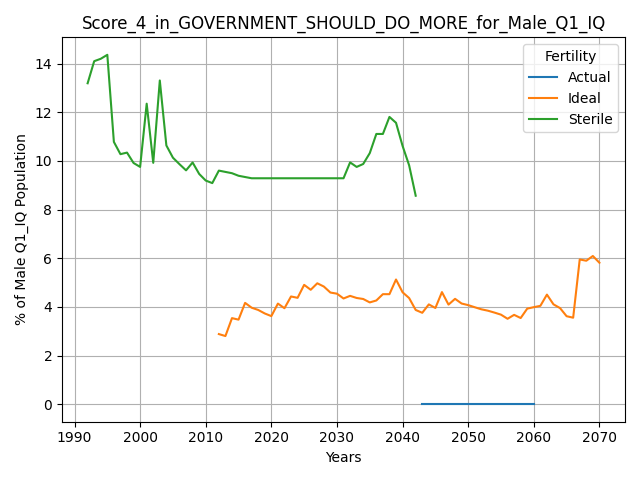 Score_4_in_GOVERNMENT_SHOULD_DO_MORE_for_Male_Q1_IQ
Fertility
Actual
Ideal
Sterile
% of Male Q1_IQ Population
14
12
10
8
6
4
2
0
1990 2000 2010 2020 2030 2040 2050 2060 2070
Years